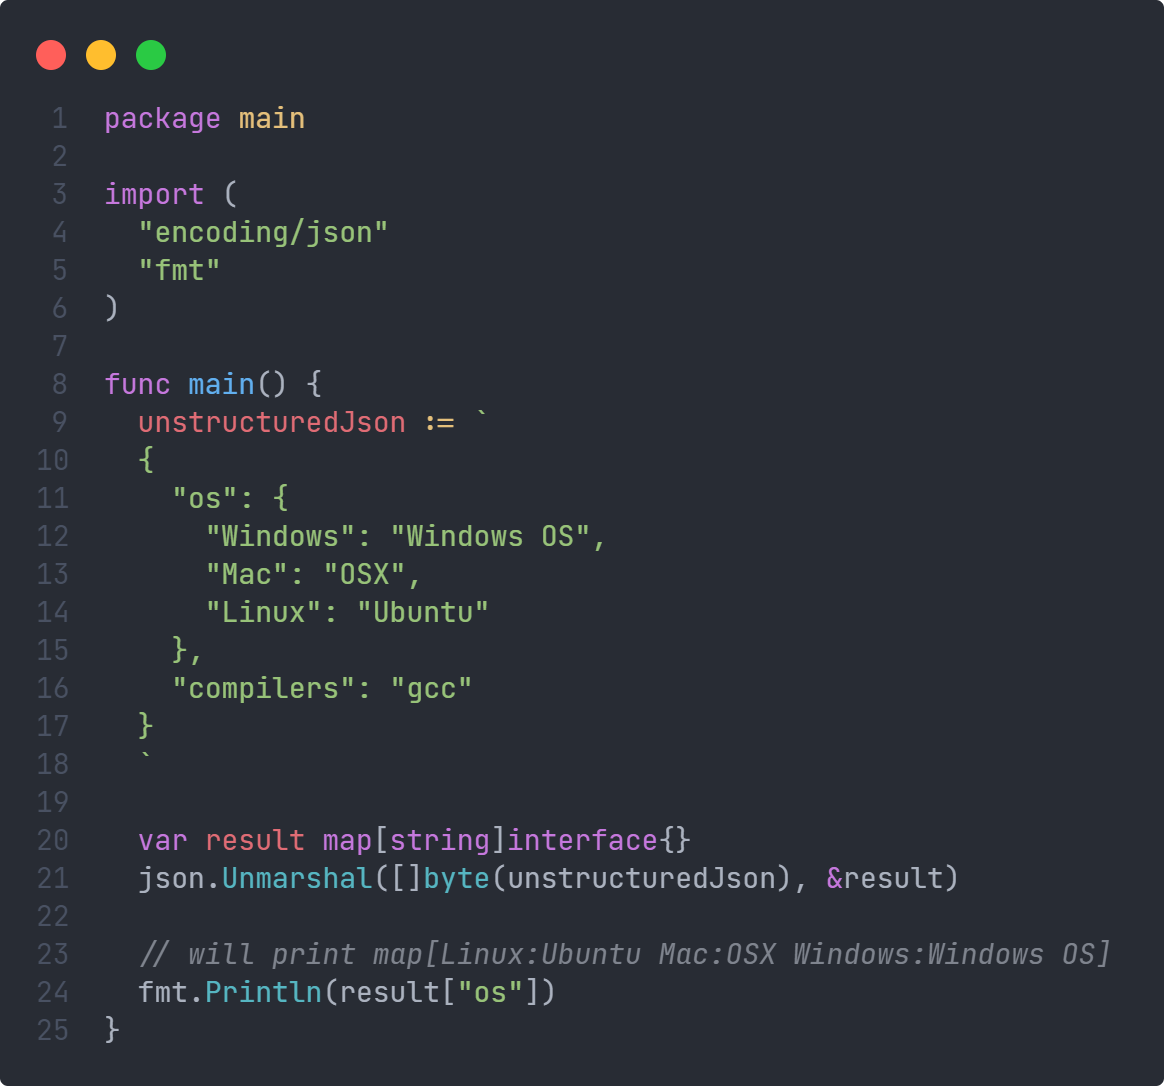 1 package main
2
3 import (
4   "encoding/json"
5   "fmt"
6 )
7
8 func main() {
9   unstructuredJson := `
10   {
11     "os": {
12       "Windows": "Windows OS",
13       "Mac": "OSX",
14       "Linux": "Ubuntu"
15     },
16     "compilers": "gcc"
17   }
18   `
19
20   var result map[string]interface{}
21   json.Unmarshal([]byte(unstructuredJson), &result)
22
23   // will print map[Linux:Ubuntu Mac:OSX Windows:Windows OS]
24   fmt.Println(result["os"])
25 }